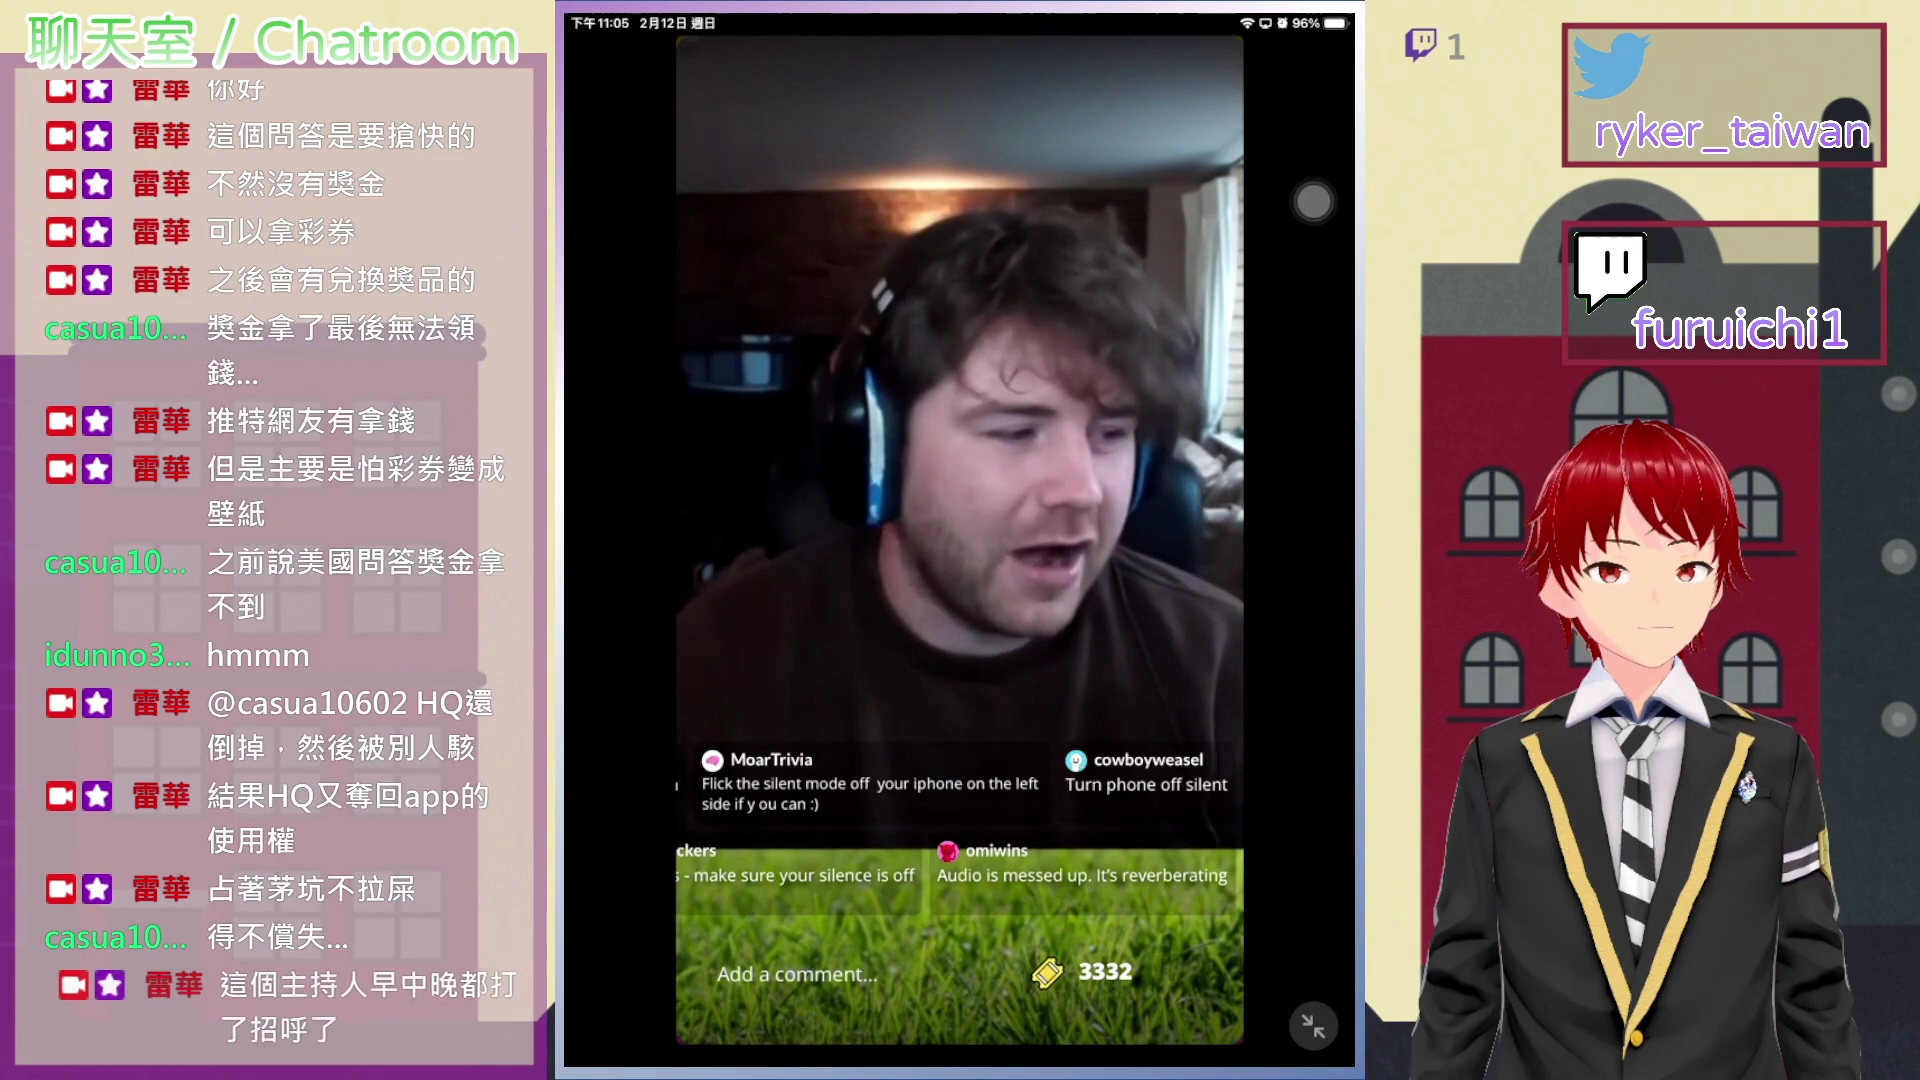 聊天室 / Chatroom
雷華 你好
雷華 這個問答是要搶快的
雷華 不然沒有獎金
雷華 可以拿彩券
雷華 之後會有兌換獎品的
casua10... 獎金拿了最後無法領
錢...
雷華 推特網友有拿錢
雷華 但是主要是怕彩券變成
壁紙
casua10... 之前說美國問答獎金拿
不到
idunno3... hmmm
雷華 @casua10602 HQ還
倒掉，然後被別人駭
雷華 結果HQ又奪回app的
使用權
雷華 占著茅坑不拉屎
casua10... 得不償失...
雷華 這個主持人早中晚都打
了招呼了
下午11:05 2月12日 週日
96%
MoarTrivia
Flick the silent mode off your iphone on the left
side if y ou can :)
cowboyweasel
Turn phone off silent
ckers
s - make sure your silence is off
omiwins
Audio is messed up. It's reverberating
Add a comment...
3332
1
ryker_taiwan
furuichi1